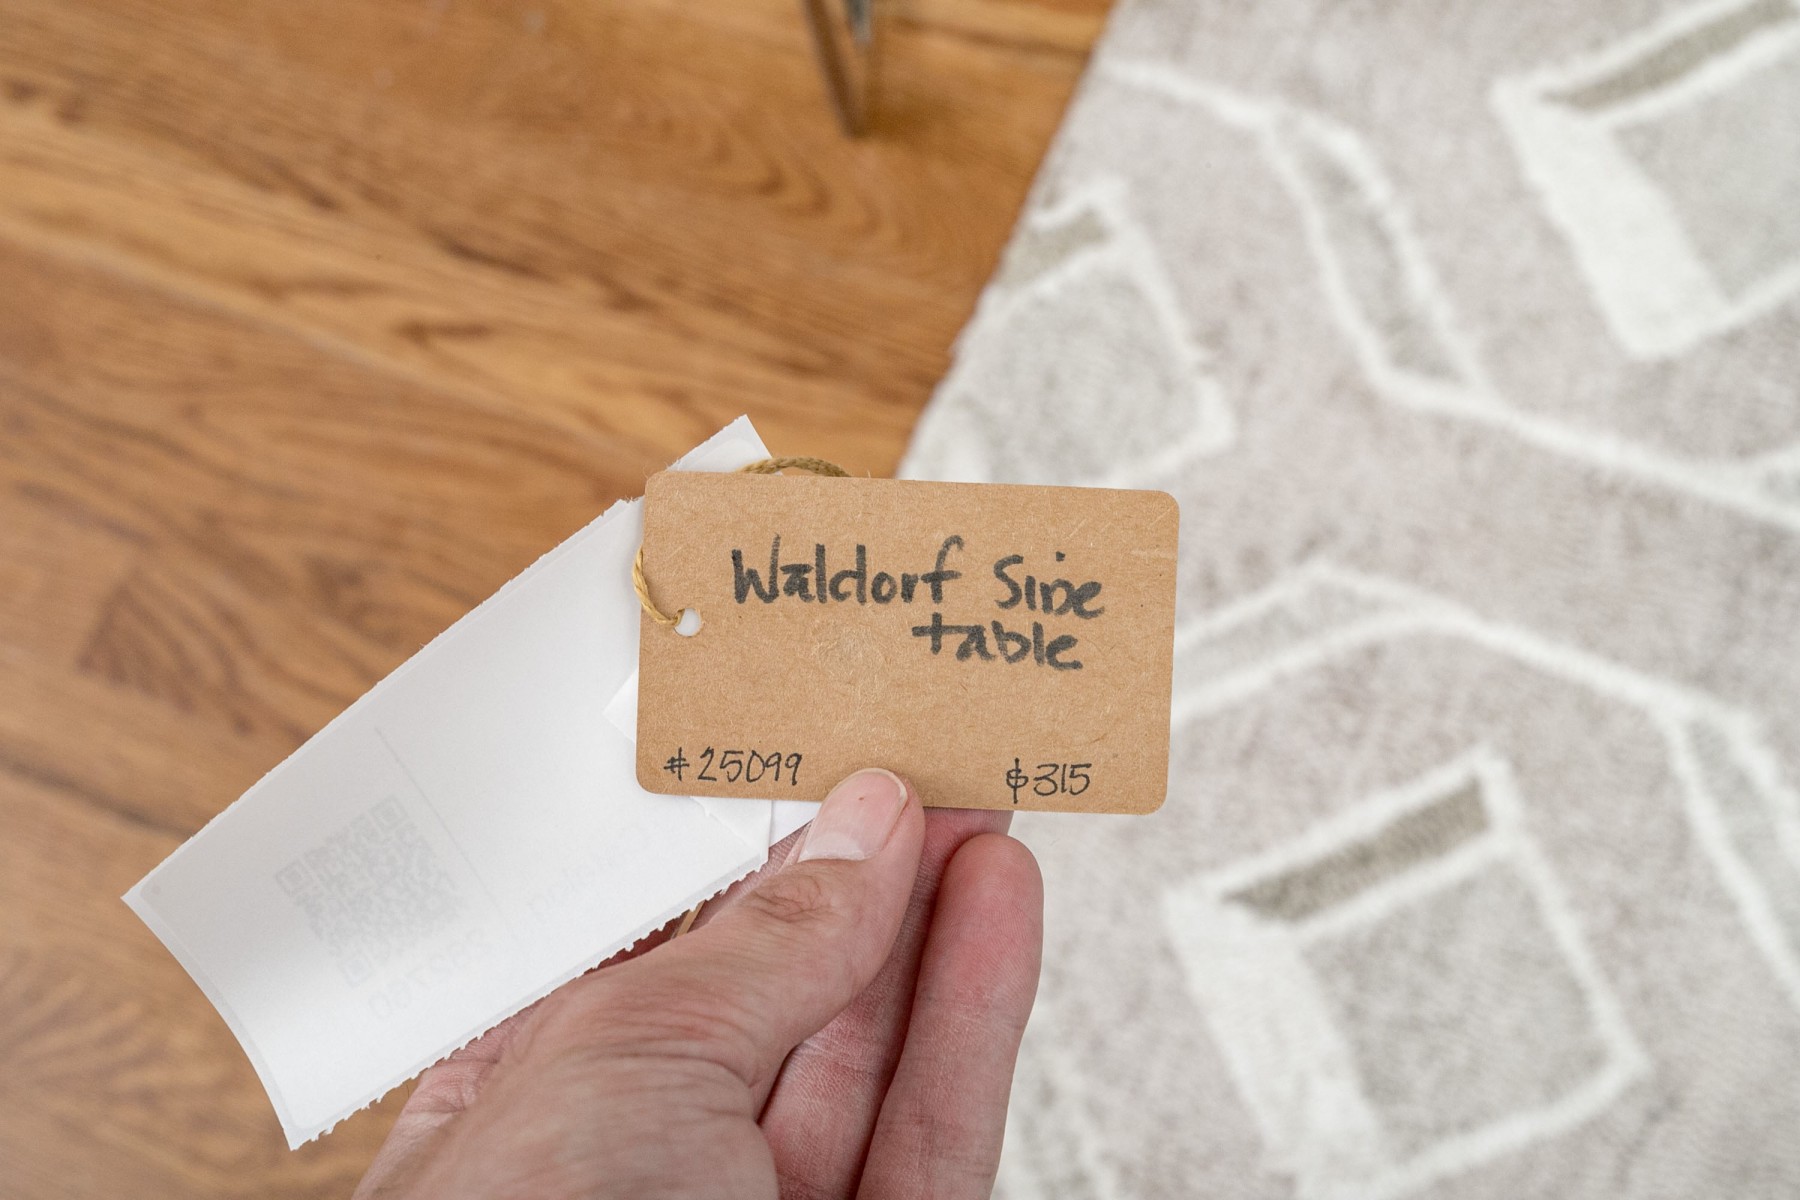 Waldorf Side
table
#25099 $315